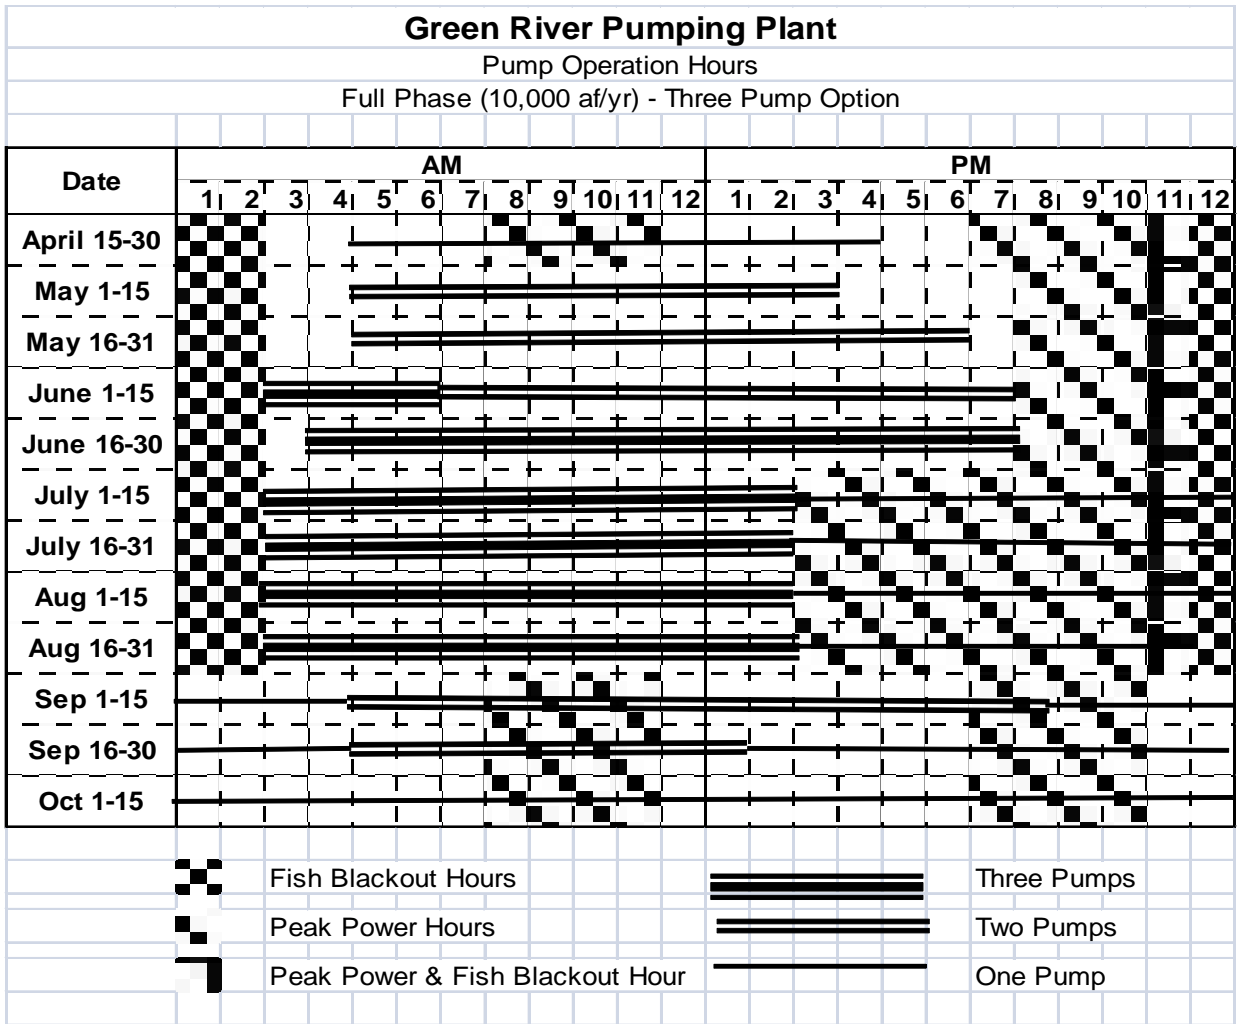 Green River Pumping Plant
Pump Operation Hours
Full Phase (10,000 af/yr) - Three Pump Option
Date
AM
PM
1 2 3 4 5 6 7 8 9 10 11 12 1 2 3 4 5 6 7 8 9 10 11 12
April 15-30
May 1-15
May 16-31
June 1-15
June 16-30
July 1-15
July 16-31
Aug 1-15
Aug 16-31
Sep 1-15
Sep 16-30
Oct 1-15
Fish Blackout Hours
Three Pumps
Peak Power Hours
Two Pumps
Peak Power & Fish Blackout Hour
One Pump